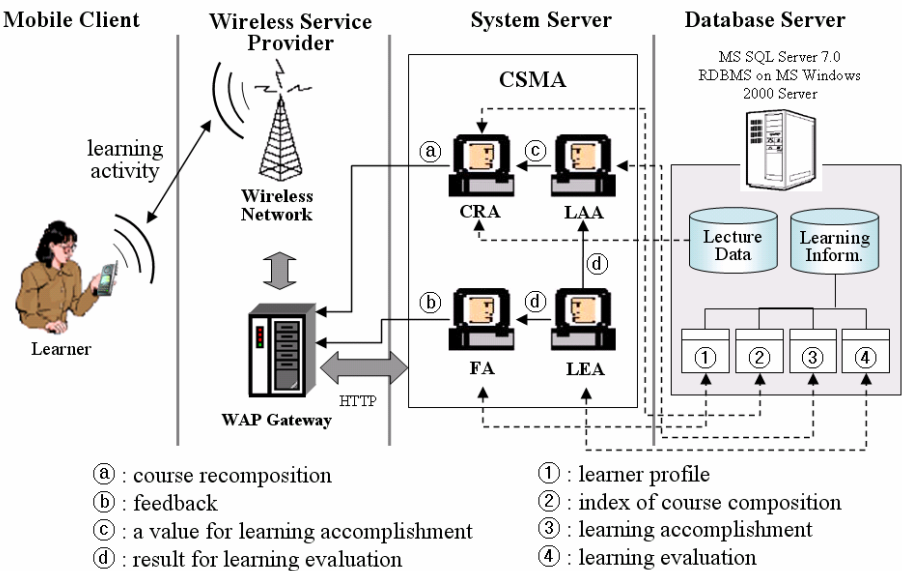 Mobile Client
Wireless Service
Provider
System Server
Database Server
MS SQL Server 7.0
RDBMS on MS Windows
2000 Server
CSMA
learning
activity
Wireless
Network
ⓐ
ⓒ
CRA
LAA
Lecture
Data
Learning
Inform.
ⓓ
ⓑ
ⓓ
Learner
FA
LEA
①
②
③
④
HTTP
WAP Gateway
ⓐ : course recomposition
ⓑ : feedback
ⓒ : a value for learning accomplishment
ⓓ : result for learning evaluation
① : learner profile
② : index of course composition
③ : learning accomplishment
④ : learning evaluation